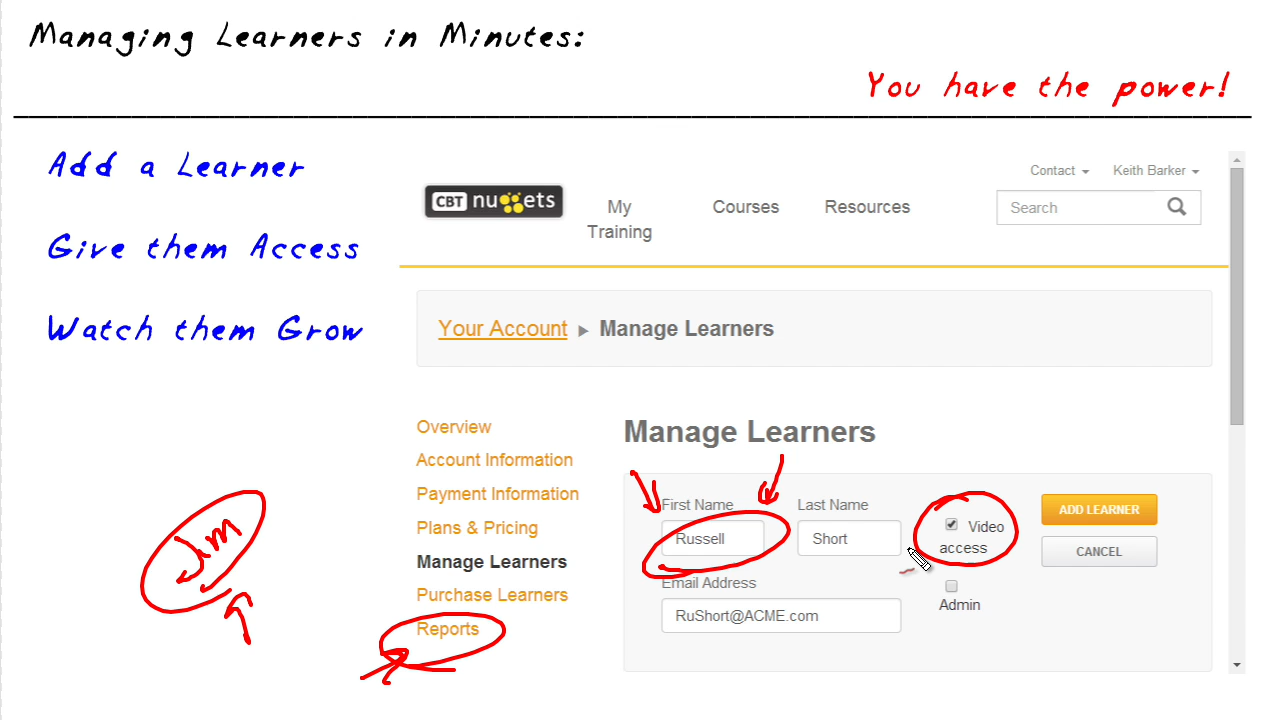 Managing Learners in Minutes:
You have the power!
Add a Learner
Give them Access
Watch them Grow
Contact Keith Barker
CBT nuggets
My Training
Courses
Resources
Search
Your Account ▸ Manage Learners
Overview
Account Information
Payment Information
Plans & Pricing
Manage Learners
Purchase Learners
Reports
Manage Learners
First Name
Last Name
Russell
Short
Video
access
ADD LEARNER
CANCEL
Email Address
Admin
RuShort@ACME.com
Jim